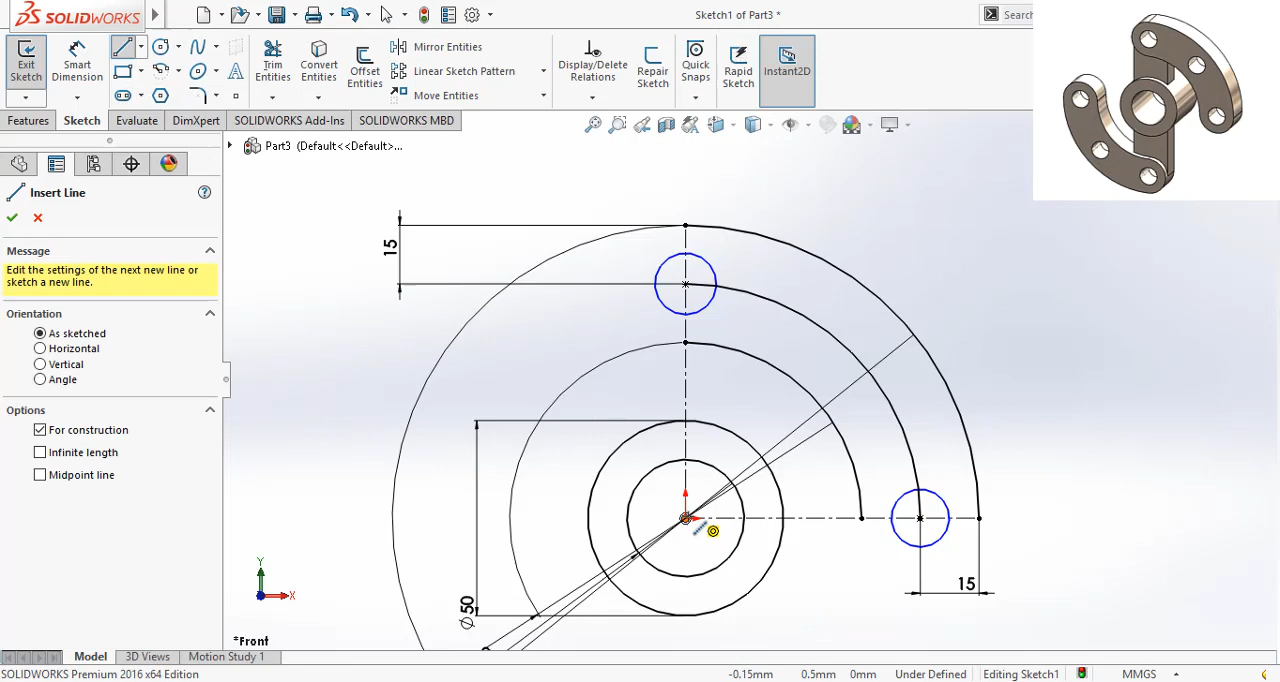 SOLIDWORKS
Sketch1 of Part3 *
Search
Exit Sketch
Smart Dimension
Trim Entities
Convert Entities
Offset Entities
Mirror Entities
Linear Sketch Pattern
Move Entities
Display/Delete Relations
Repair Sketch
Quick Snaps
Rapid Sketch
Instant2D
Features Sketch Evaluate DimXpert SOLIDWORKS Add-Ins SOLIDWORKS MBD
Part3 (Default<<Default>...
Insert Line
Message
Edit the settings of the next new line or
sketch a new line.
Orientation
As sketched
Horizontal
Vertical
Angle
Options
For construction
Infinite length
Midpoint line
15
∅50
15
Y
X
*Front
Model 3D Views Motion Study 1
SOLIDWORKS Premium 2016 x64 Edition
-0.15mm 0.5mm 0mm Under Defined Editing Sketch1 MMGS